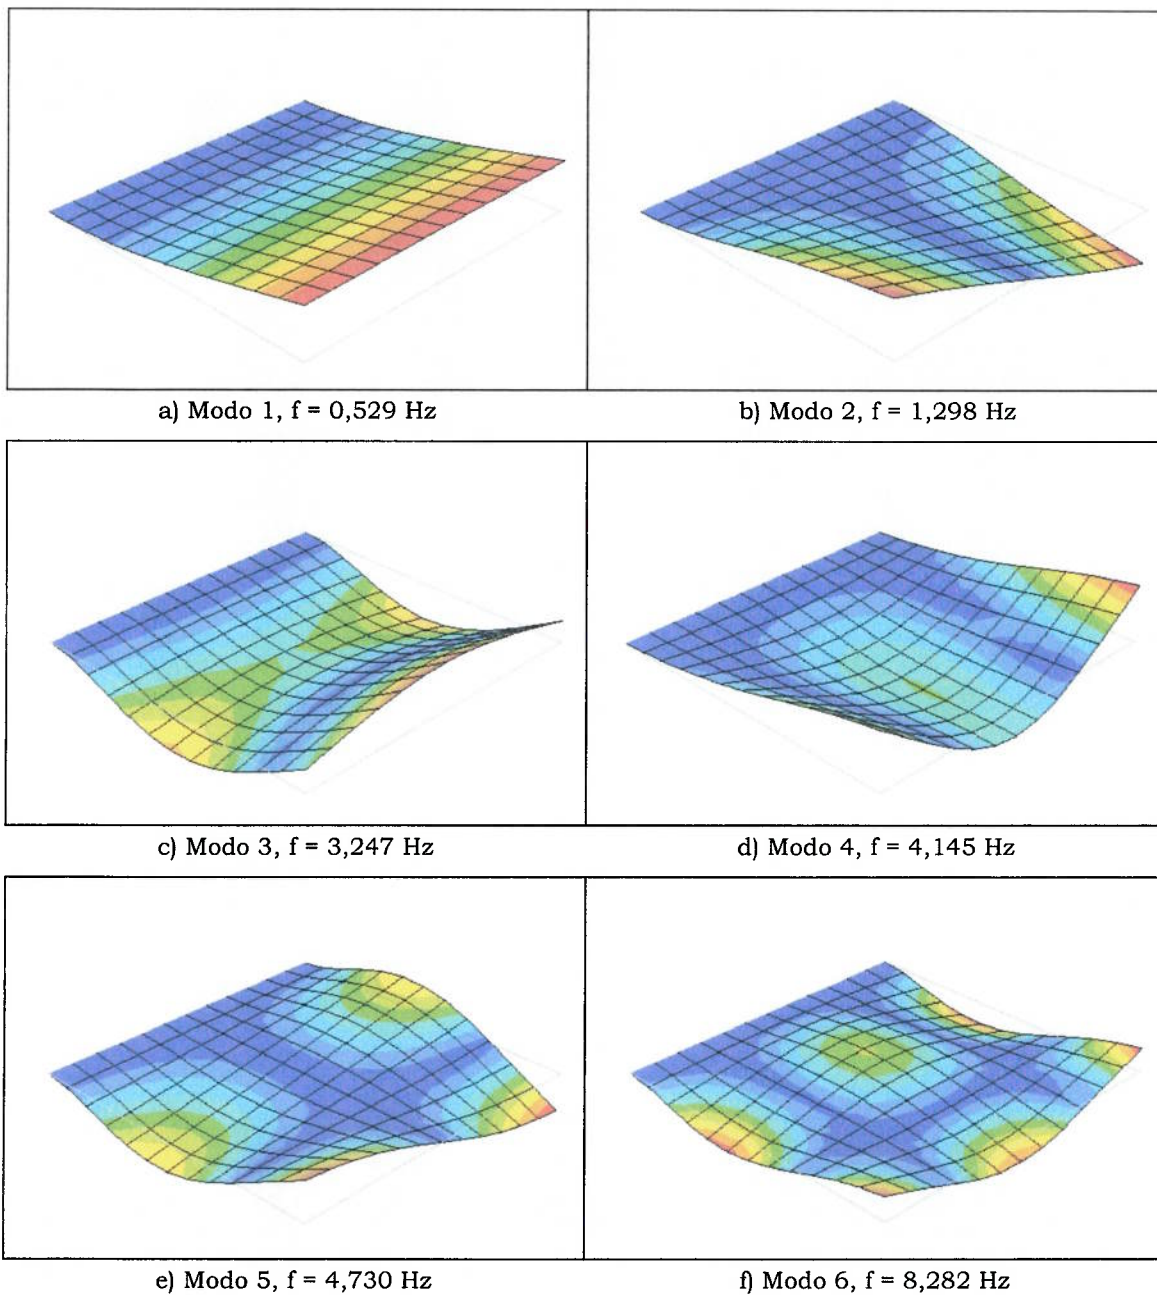 a) Modo 1, f = 0,529 Hz
b) Modo 2, f = 1,298 Hz
c) Modo 3, f = 3,247 Hz
d) Modo 4, f = 4,145 Hz
e) Modo 5, f = 4,730 Hz
f) Modo 6, f = 8,282 Hz